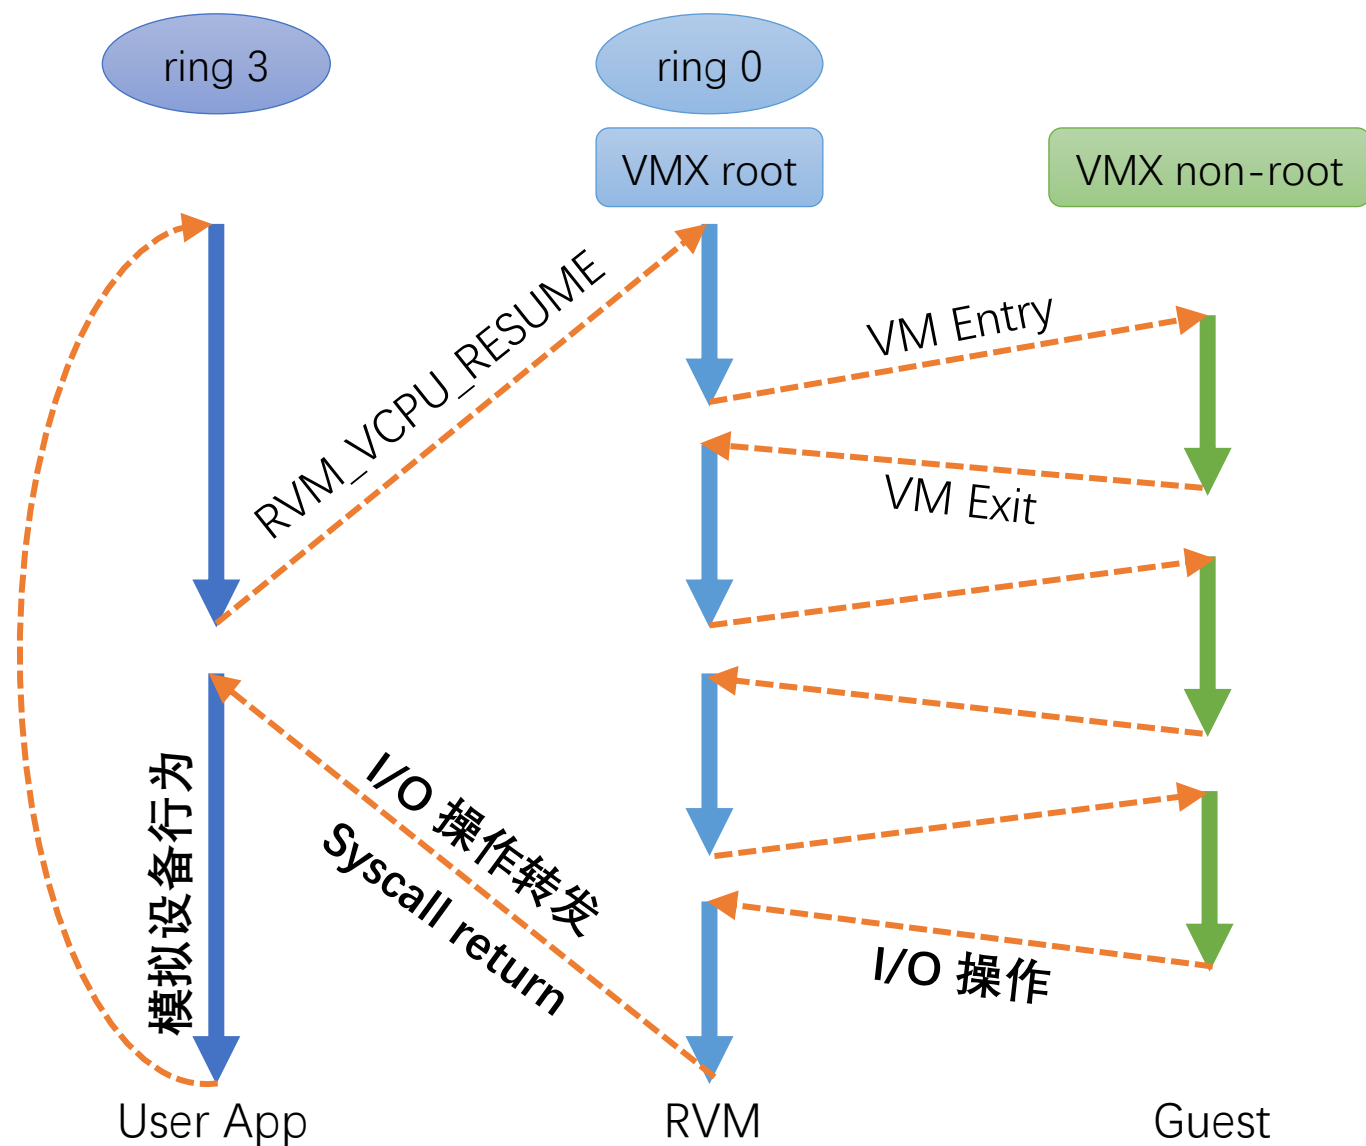 ring 3
ring 0
VMX root
VMX non-root
RVM_VCPU_RESUME
VM Entry
VM Exit
模拟设备行为
I/O 操作转发
Syscall return
I/O 操作
User App
RVM
Guest